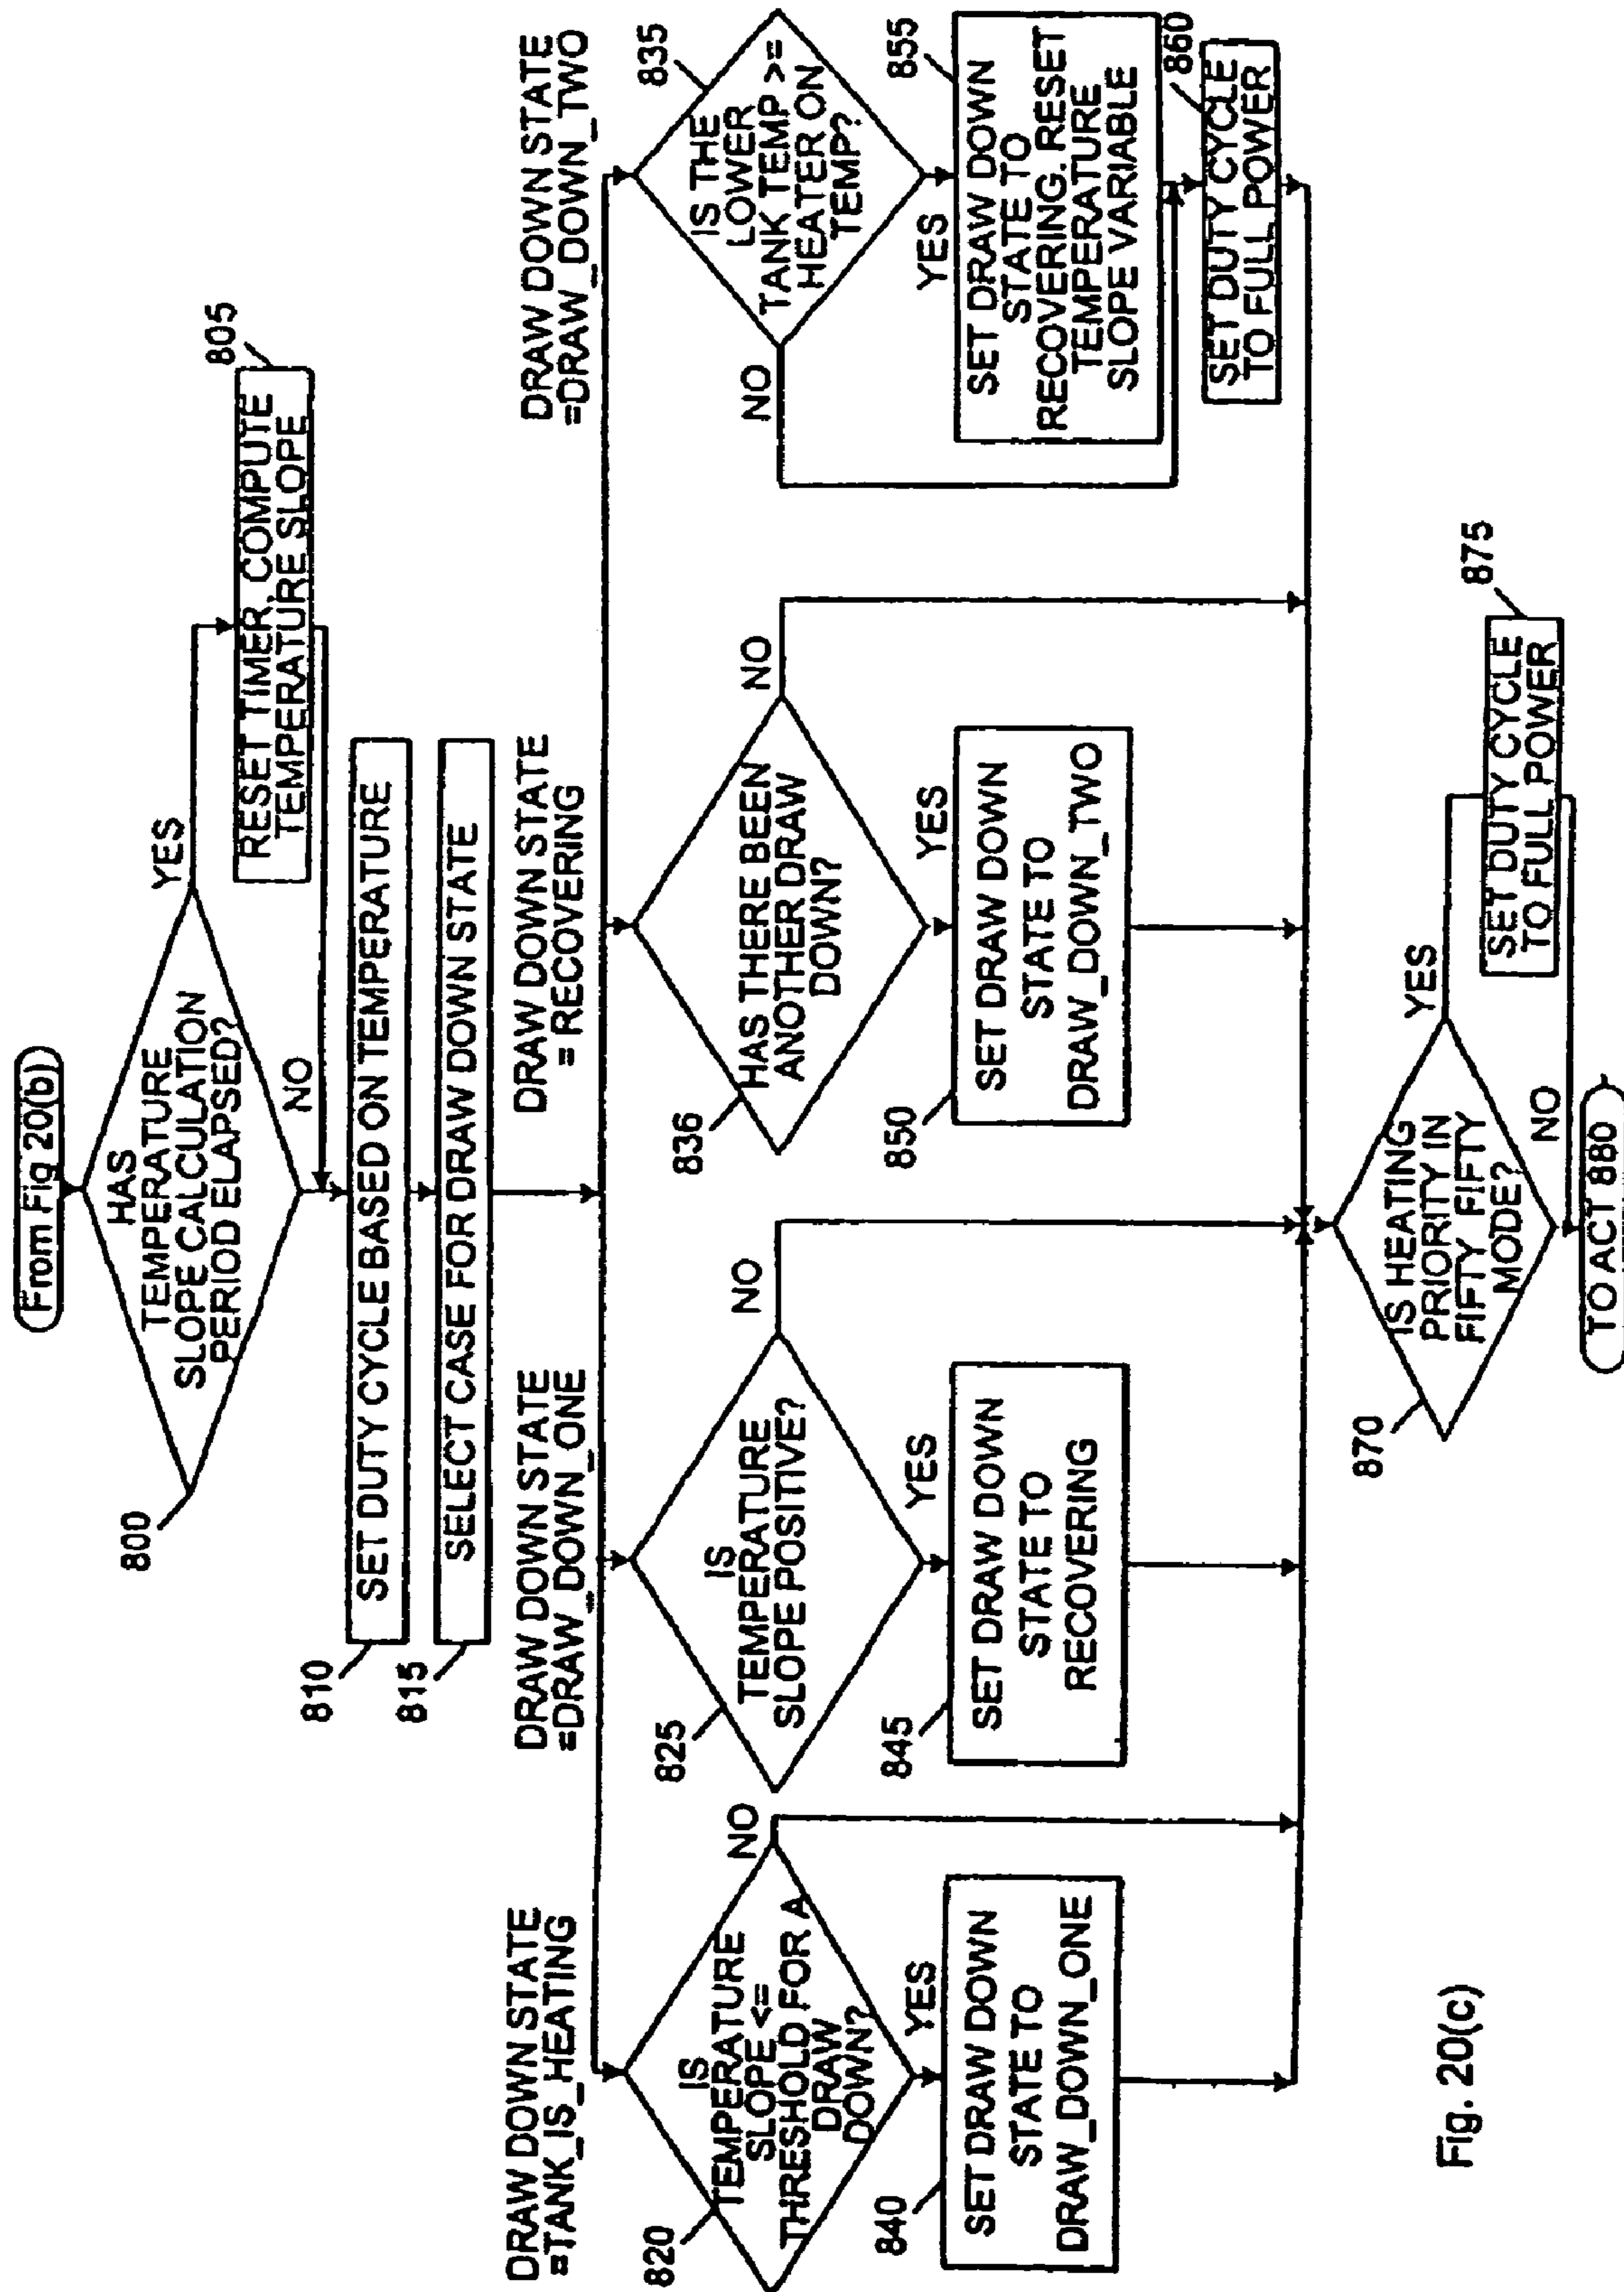 From Fig 20(b)
HAS
TEMPERATURE
SLOPE CALCULATION
PERIOD ELAPSED?
800
YES
NO
805
RESET TIMER, COMPUTE
TEMPERATURE SLOPE
810
SET DUTY CYCLE BASED ON TEMPERATURE
815
SELECT CASE FOR DRAW DOWN STATE
DRAW DOWN STATE
=TANK_IS_HEATING
IS
TEMPERATURE
SLOPE <=
THRESHOLD FOR A
DRAW
DOWN?
820
NO
YES
840
SET DRAW DOWN
STATE TO
DRAW_DOWN_ONE
DRAW DOWN STATE
=DRAW_DOWN_ONE
IS
TEMPERATURE
SLOPE POSITIVE?
825
NO
YES
845
SET DRAW DOWN
STATE TO
RECOVERING
DRAW DOWN STATE
= RECOVERING
HAS THERE BEEN
ANOTHER DRAW
DOWN?
836
NO
YES
850
SET DRAW DOWN
STATE TO
DRAW_DOWN_TWO
DRAW DOWN STATE
=DRAW_DOWN_TWO
835
IS THE
LOWER
TANK TEMP >=
HEATER ON
TEMP?
NO
YES
855
SET DRAW DOWN
STATE TO
RECOVERING. RESET
TEMPERATURE
SLOPE VARIABLE
860
SET DUTY CYCLE
TO FULL POWER
870
IS HEATING
PRIORITY IN
FIFTY FIFTY
MODE?
YES
NO
875
SET DUTY CYCLE
TO FULL POWER
TO ACT 880
Fig. 20(c)